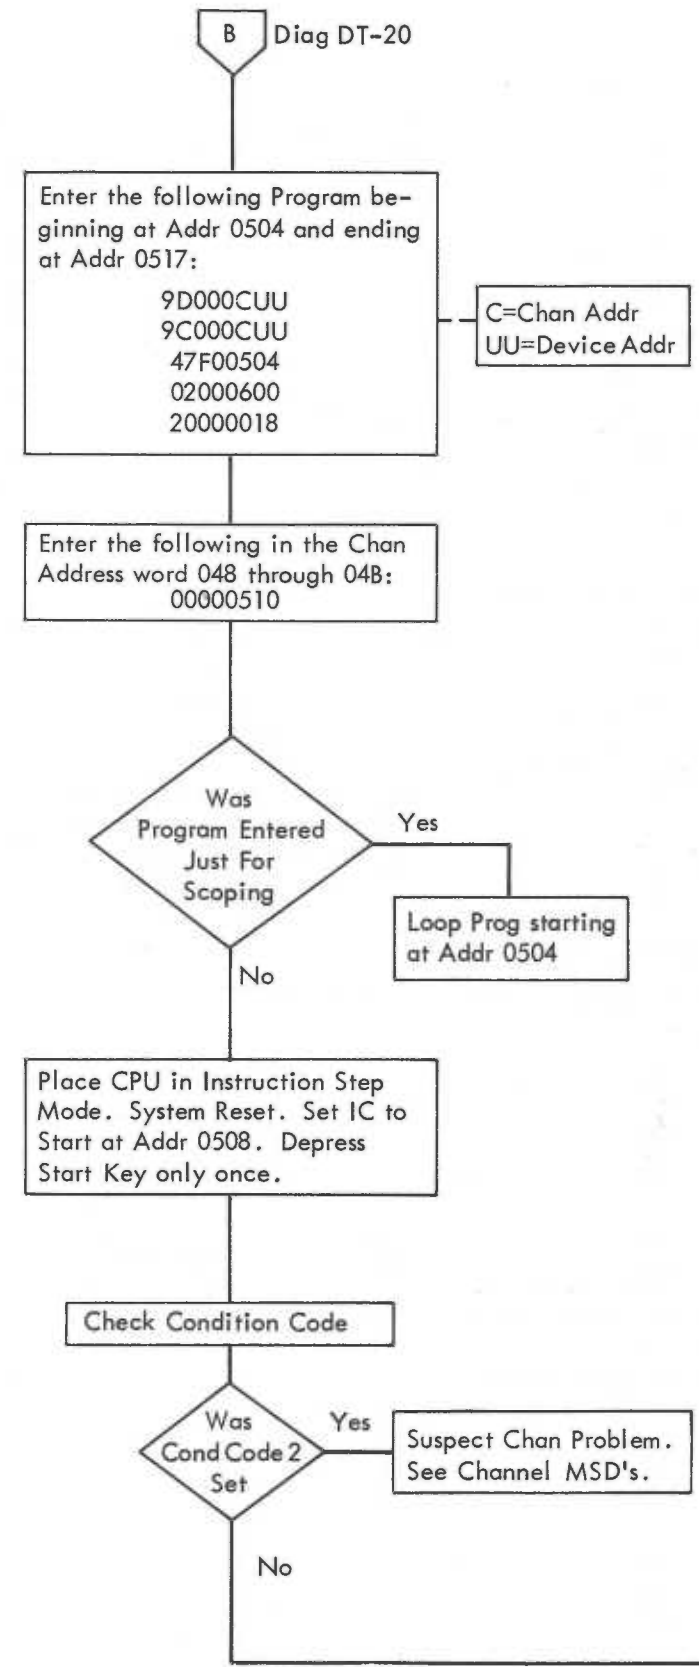 B Diag DT-20
Enter the following Program be-
ginning at Addr 0504 and ending
at Addr 0517:
9D000CUU
9C000CUU
47F00504
02000600
20000018
C=Chan Addr
UU=Device Addr
Enter the following in the Chan
Address word 048 through 04B:
00000510
Was
Program Entered
Just For
Scoping
Yes
Loop Prog starting
at Addr 0504
No
Place CPU in Instruction Step
Mode. System Reset. Set IC to
Start at Addr 0508. Depress
Start Key only once.
Check Condition Code
Was
Cond Code 2
Set
Yes
Suspect Chan Problem.
See Channel MSD's.
No